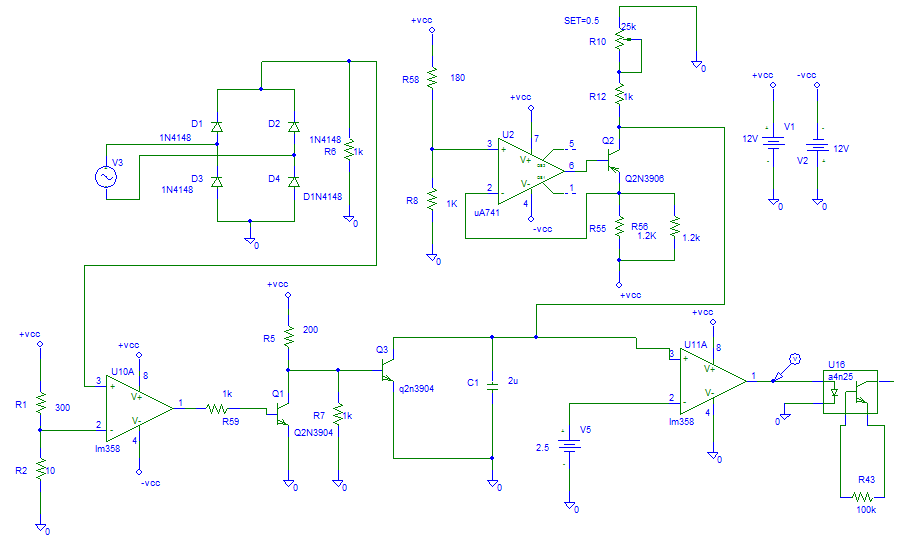 SET=0.5
25k
R10
0
+vcc
R58
180
R12
1k
+vcc
-vcc
D1
D2
1N4148
1N4148
R6
1k
V3
D3
D4
1N4148
D1N4148
0
0
+vcc
U2
7
5
3
+
V+
OS2
6
2
-
V-
OS1
1
4
uA741
-vcc
Q2
Q2N3906
R8
1K
0
R55
R56
1.2K
1.2k
+vcc
+
V1
12V
-
0
-
V2
12V
+
0
+vcc
R5
200
+vcc
R1
300
R2
10
0
+vcc
U10A
8
3
+
V+
1
2
-
V-
4
lm358
-vcc
1k
R59
Q1
Q2N3904
0
R7
1k
0
Q3
q2n3904
C1
2u
0
+vcc
U11A
8
3
+
V+
1
2
-
V-
4
lm358
0
+
V5
2.5
-
0
V
U16
a4n25
0
R43
100k